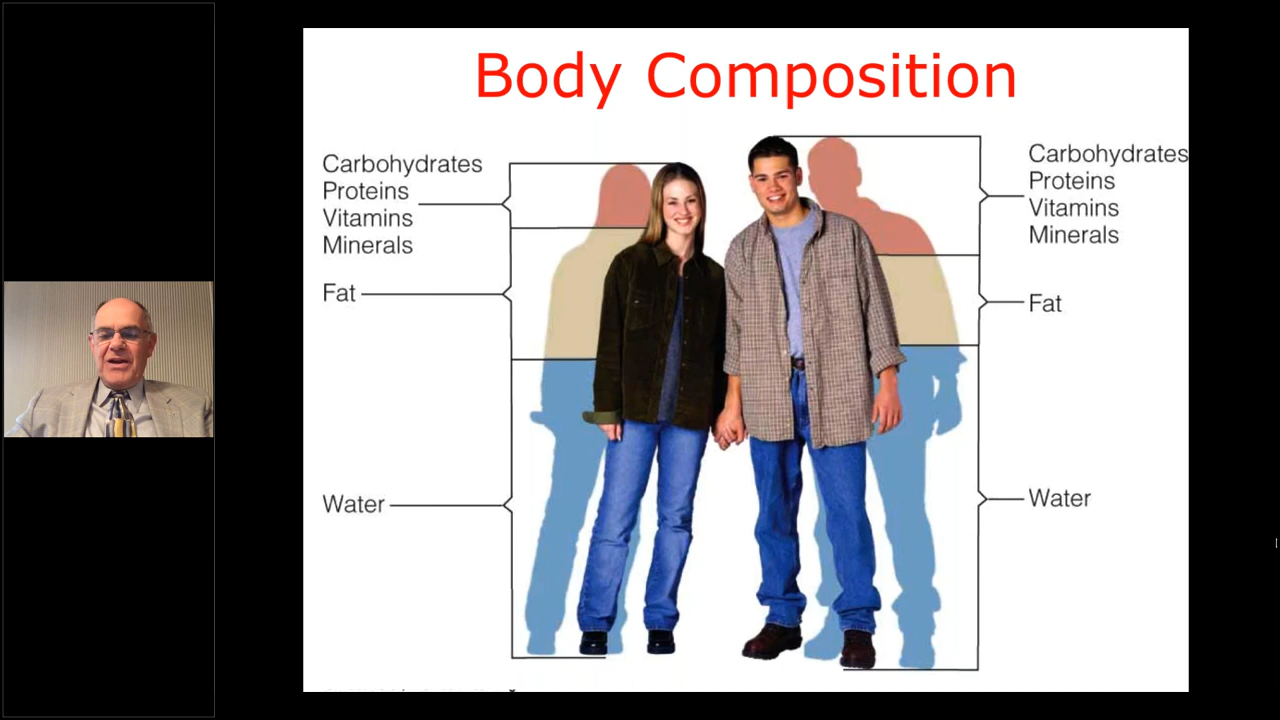 Body Composition
Carbohydrates
Proteins
Vitamins
Minerals
Fat
Water
Carbohydrates
Proteins
Vitamins
Minerals
Fat
Water